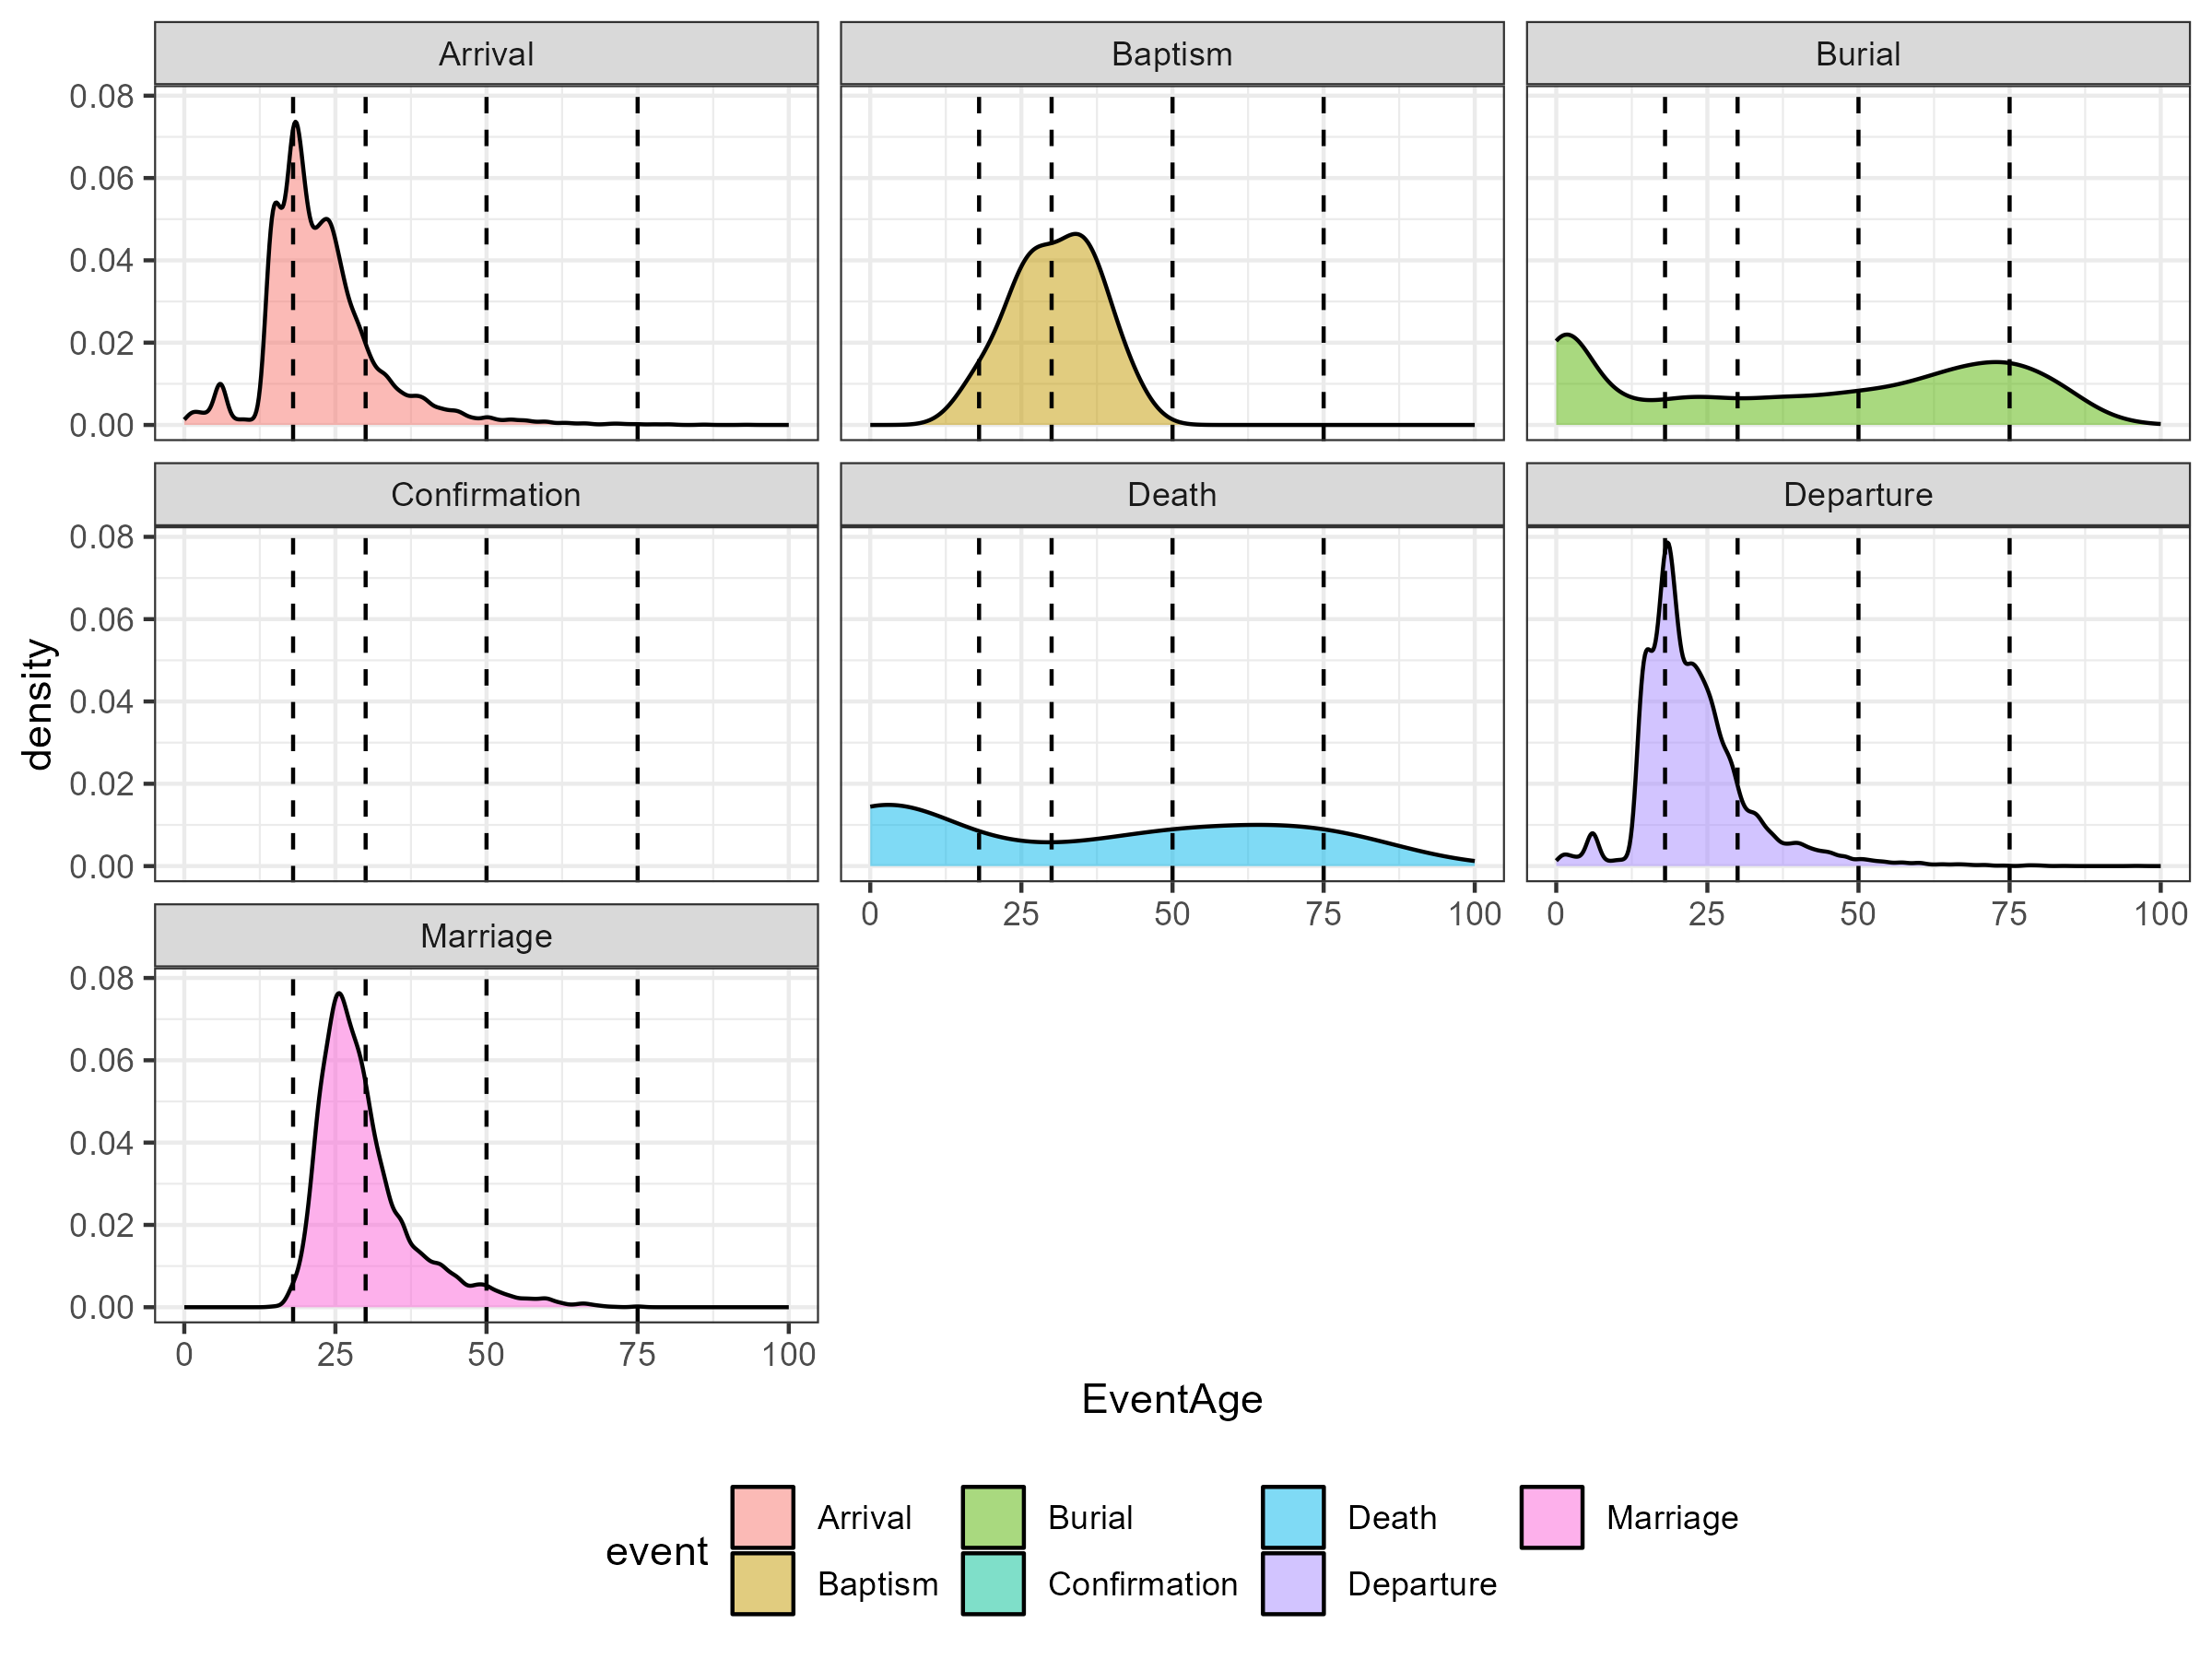 Arrival Baptism Burial
0.08
0.06
0.04
0.02
0.00
Confirmation Death Departure
0.08
0.06
0.04
0.02
0.00
0 25 50 75 100 0 25 50 75 100
Marriage
0.08
0.06
0.04
0.02
0.00
0 25 50 75 100
density
EventAge
event
Arrival Burial Death Marriage
Baptism Confirmation Departure